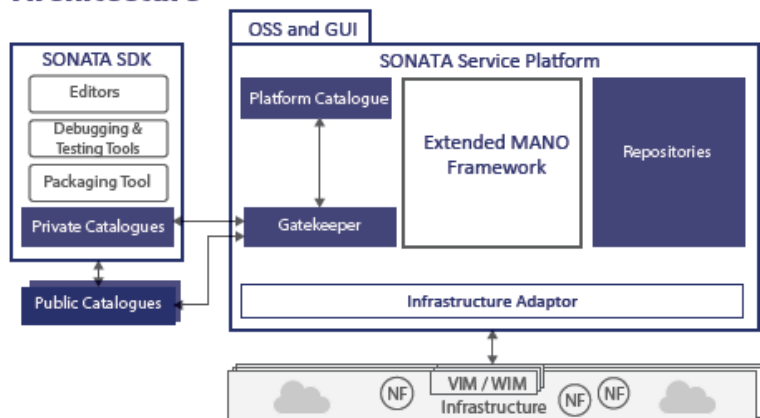 OSS and GUI
SONATA SDK
Editors
Debugging &
Testing Tools
Packaging Tool
Private Catalogues
Public Catalogues
SONATA Service Platform
Platform Catalogue
Gatekeeper
Extended MANO
Framework
Repositories
Infrastructure Adaptor
VIM / WIM
Infrastructure
NF
NF
NF